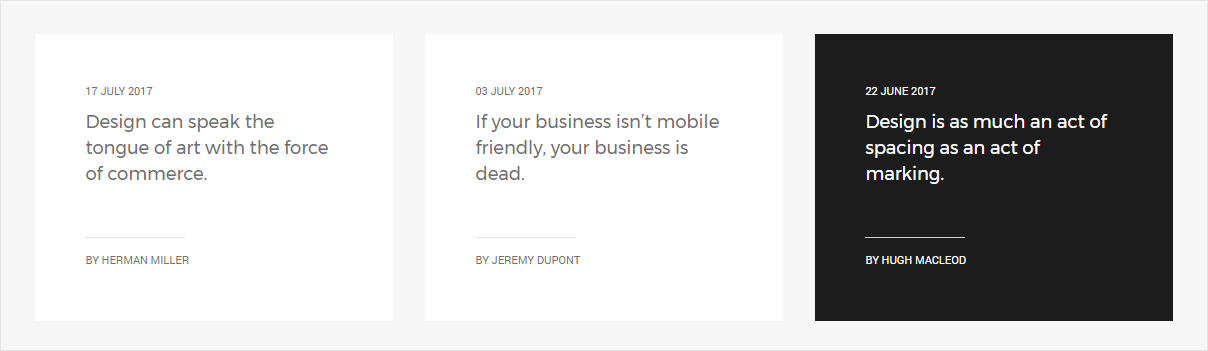 17 JULY 2017
Design can speak the
tongue of art with the force
of commerce.
BY HERMAN MILLER
03 JULY 2017
If your business isn’t mobile
friendly, your business is
dead.
BY JEREMY DUPONT
22 JUNE 2017
Design is as much an act of
spacing as an act of
marking.
BY HUGH MACLEOD